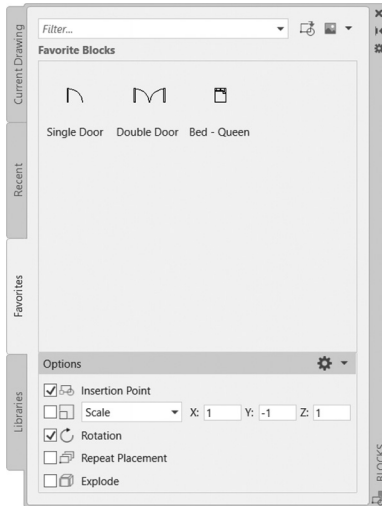 Current Drawing
Recent
Favorites
Libraries
Filter...
Favorite Blocks
Single Door Double Door Bed - Queen
Options
Insertion Point
Scale X: 1 Y: -1 Z: 1
Rotation
Repeat Placement
Explode
BLOCKS